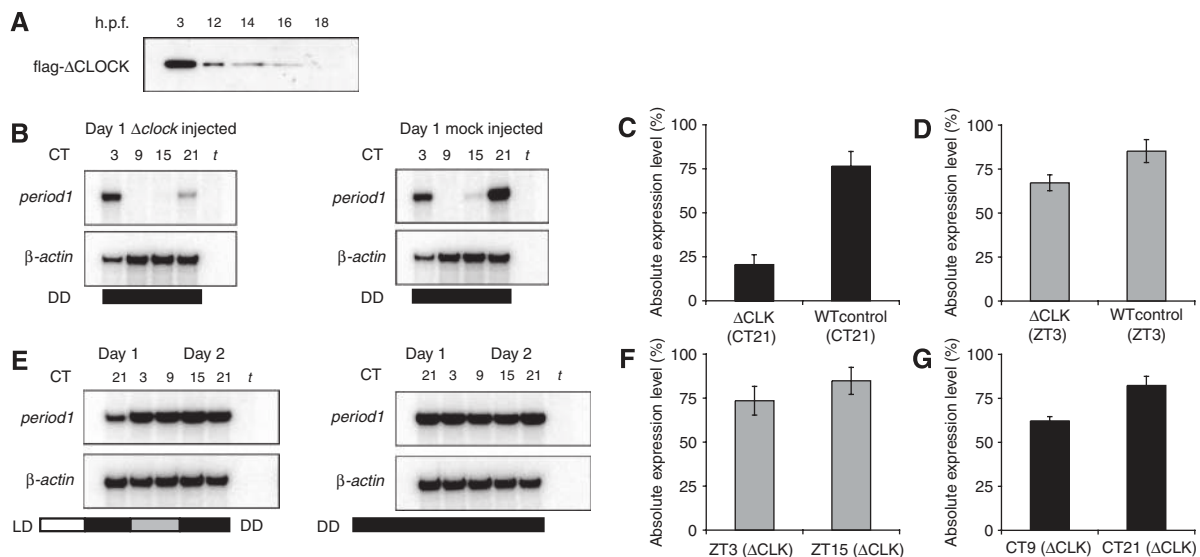 A
h.p.f. 3 12 14 16 18
flag-ΔCLOCK
B
Day 1 Δclock injected
CT 3 9 15 21 t
period1
β-actin
DD
Day 1 mock injected
CT 3 9 15 21 t
period1
β-actin
DD
C
Absolute expression level (%)
100
75
50
25
0
ΔCLK (CT21)
WTcontrol (CT21)
D
Absolute expression level (%)
100
75
50
25
0
ΔCLK (ZT3)
WTcontrol (ZT3)
E
Day 1 Day 2
CT 21 3 9 15 21 t
period1
β-actin
LD DD
Day 1 Day 2
CT 21 3 9 15 21 t
period1
β-actin
DD
F
Absolute expression level (%)
100
75
50
25
0
ZT3 (ΔCLK) ZT15 (ΔCLK)
G
Absolute expression level (%)
100
75
50
25
0
CT9 (ΔCLK) CT21 (ΔCLK)